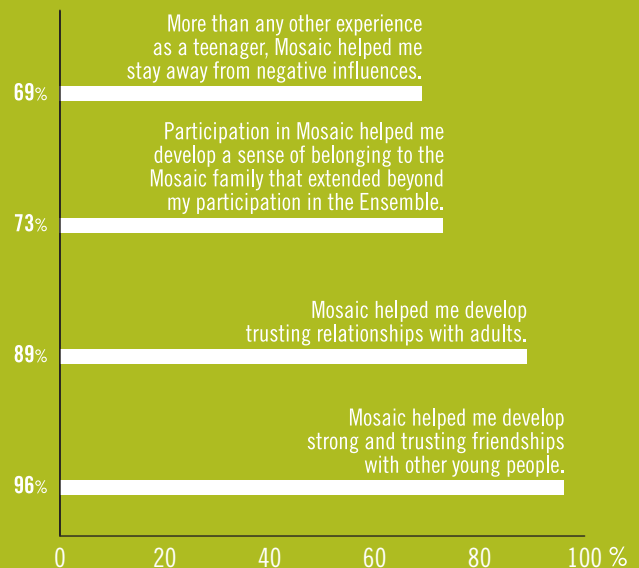 More than any other experience
as a teenager, Mosaic helped me
stay away from negative influences.
69%
Participation in Mosaic helped me
develop a sense of belonging to the
Mosaic family that extended beyond
my participation in the Ensemble.
73%
Mosaic helped me develop
trusting relationships with adults.
89%
Mosaic helped me develop
strong and trusting friendships
with other young people.
96%
0 20 40 60 80 100 %